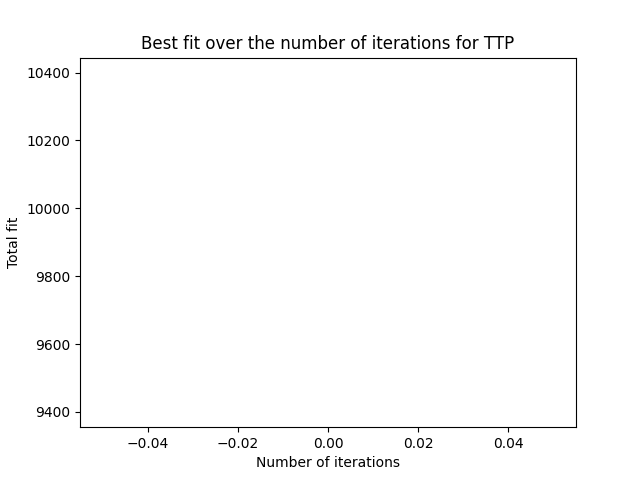 Best fit over the number of iterations for TTP
10400
10200
10000
9800
9600
9400
Total fit
−0.04 −0.02 0.00 0.02 0.04
Number of iterations